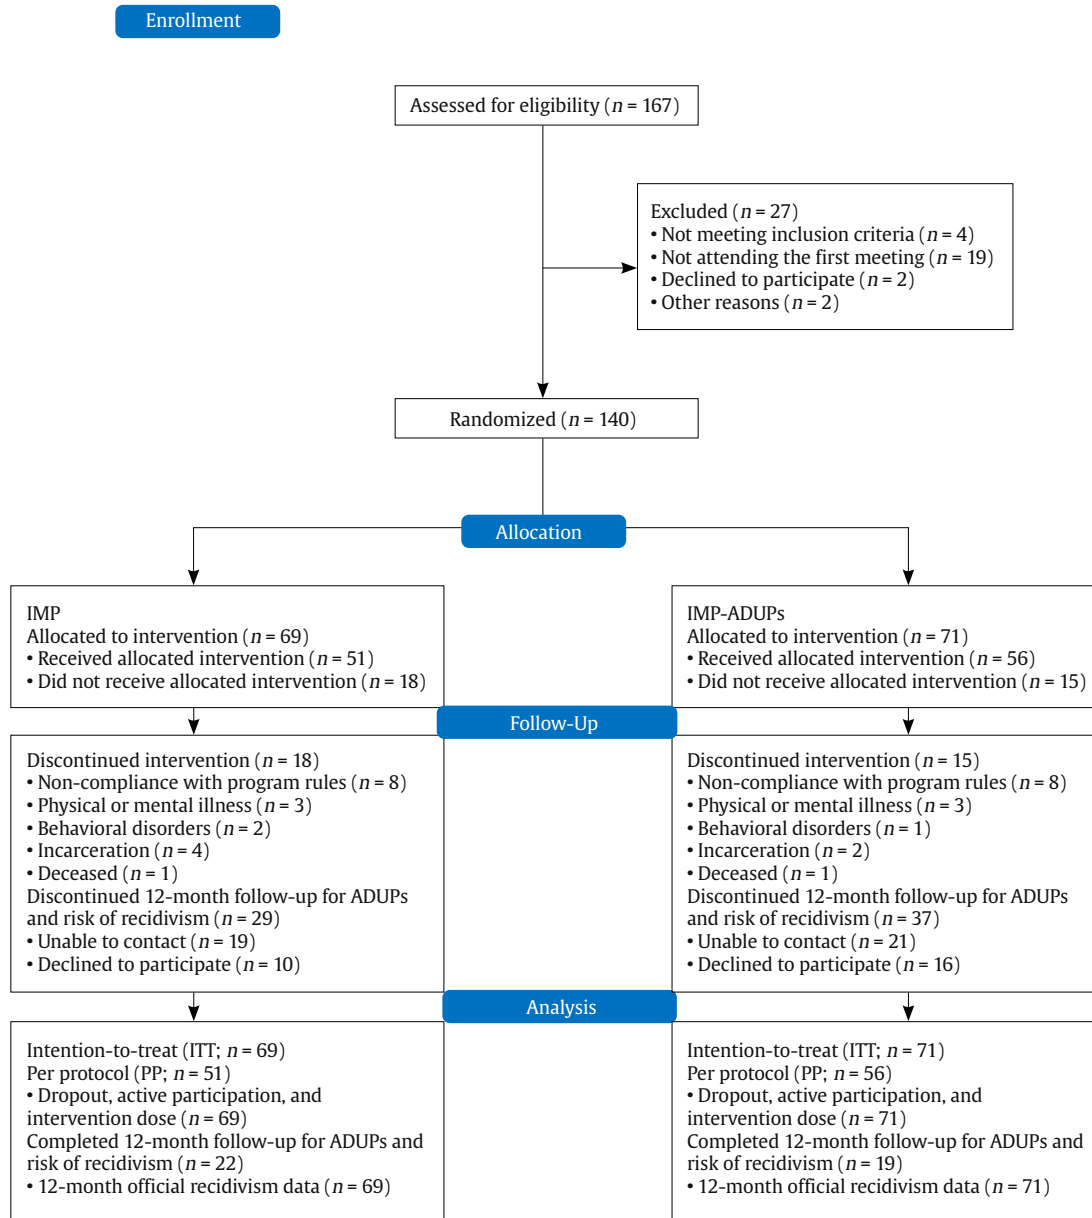 Enrollment
Assessed for eligibility (n = 167)
Excluded (n = 27)
• Not meeting inclusion criteria (n = 4)
• Not attending the first meeting (n = 19)
• Declined to participate (n = 2)
• Other reasons (n = 2)
Randomized (n = 140)
Allocation
IMP
Allocated to intervention (n = 69)
• Received allocated intervention (n = 51)
• Did not receive allocated intervention (n = 18)
IMP-ADUPs
Allocated to intervention (n = 71)
• Received allocated intervention (n = 56)
• Did not receive allocated intervention (n = 15)
Follow-Up
Discontinued intervention (n = 18)
• Non-compliance with program rules (n = 8)
• Physical or mental illness (n = 3)
• Behavioral disorders (n = 2)
• Incarceration (n = 4)
• Deceased (n = 1)
Discontinued 12-month follow-up for ADUPs
and risk of recidivism (n = 29)
• Unable to contact (n = 19)
• Declined to participate (n = 10)
Discontinued intervention (n = 15)
• Non-compliance with program rules (n = 8)
• Physical or mental illness (n = 3)
• Behavioral disorders (n = 1)
• Incarceration (n = 2)
• Deceased (n = 1)
Discontinued 12-month follow-up for ADUPs
and risk of recidivism (n = 37)
• Unable to contact (n = 21)
• Declined to participate (n = 16)
Analysis
Intention-to-treat (ITT; n = 69)
Per protocol (PP; n = 51)
• Dropout, active participation, and
intervention dose (n = 69)
Completed 12-month follow-up for ADUPs and
risk of recidivism (n = 22)
• 12-month official recidivism data (n = 69)
Intention-to-treat (ITT; n = 71)
Per protocol (PP; n = 56)
• Dropout, active participation, and
intervention dose (n = 71)
Completed 12-month follow-up for ADUPs and
risk of recidivism (n = 19)
• 12-month official recidivism data (n = 71)